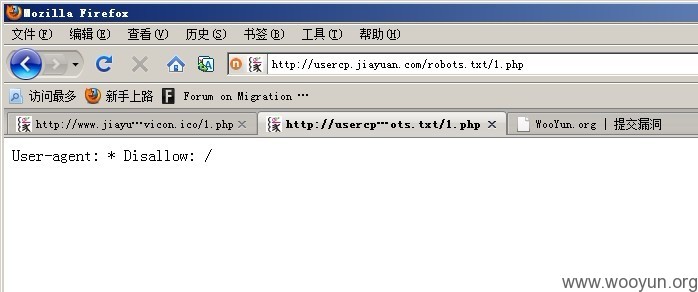 Mozilla Firefox
文件(F) 编辑(E) 查看(V) 历史(S) 书签(B) 工具(T) 帮助(H)
http://usercp.jiayuan.com/robots.txt/1.php
访问最多 新手上路 Forum on Migration ...
http://www.jiayu...vicon.ico/1.php http://usercp...ots.txt/1.php WooYun.org | 提交漏洞
User-agent: * Disallow: /
www.wooyun.org